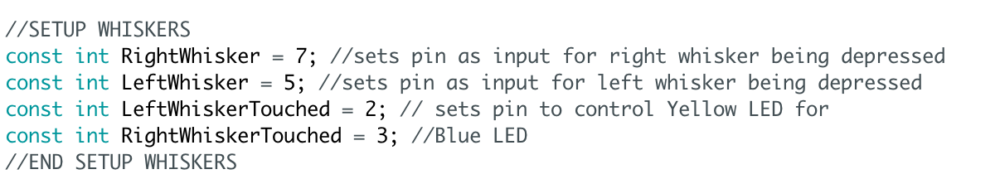 //SETUP WHISKERS
const int RightWhisker = 7; //sets pin as input for right whisker being depressed
const int LeftWhisker = 5; //sets pin as input for left whisker being depressed
const int LeftWhiskerTouched = 2; // sets pin to control Yellow LED for
const int RightWhiskerTouched = 3; //Blue LED
//END SETUP WHISKERS